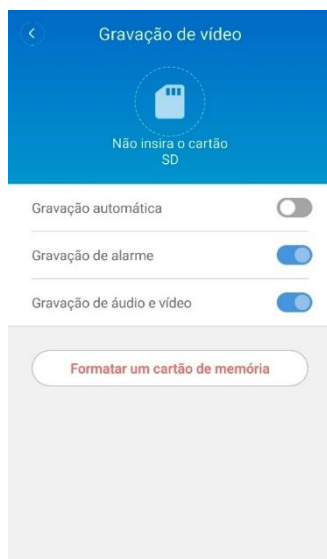 Gravação de vídeo
Não insira o cartão
SD
Gravação automática
Gravação de alarme
Gravação de áudio e vídeo
Formatar um cartão de memória